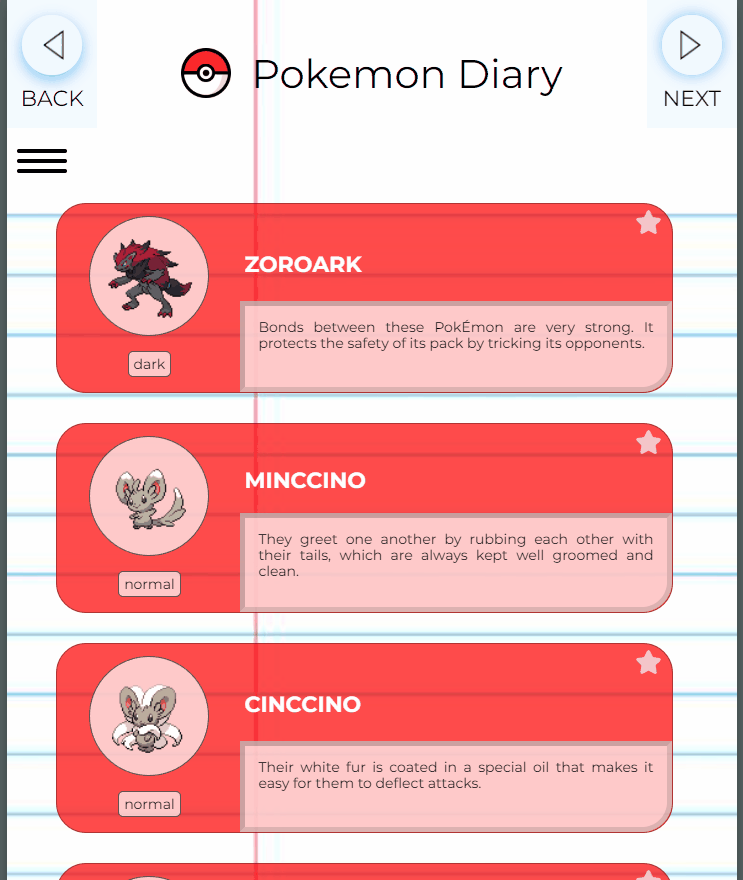 BACK
Pokemon Diary
NEXT
ZOROARK
Bonds between these PokÉmon are very strong. It
protects the safety of its pack by tricking its opponents.
dark
MINCCINO
They greet one another by rubbing each other with
their tails, which are always kept well groomed and
clean.
normal
CINCCINO
Their white fur is coated in a special oil that makes it
easy for them to deflect attacks.
normal